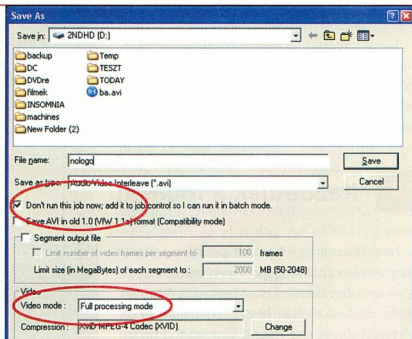 Save As
Save in: 2NDHD (D:)
backup
DC
DVDre
filmek
INSOMNIA
machines
New Folder (2)
Temp
TESZT
TODAY
ba.avi
File name: nologo Save
Save as type: Audio/Video Interleave (*.avi) Cancel
Don't run this job now; add it to job control so I can run it in batch mode.
Save AVI in old 1.0 (VfW 1.1e) format (Compatibility mode)
Segment output file
Limit number of video frames per segment to 100 frames
Limit size (in MegaBytes) of each segment to : 2000 MB (50-2048)
Video
Video mode : Full processing mode
Compression : XviD MPEG-4 Codec (XVID) Change